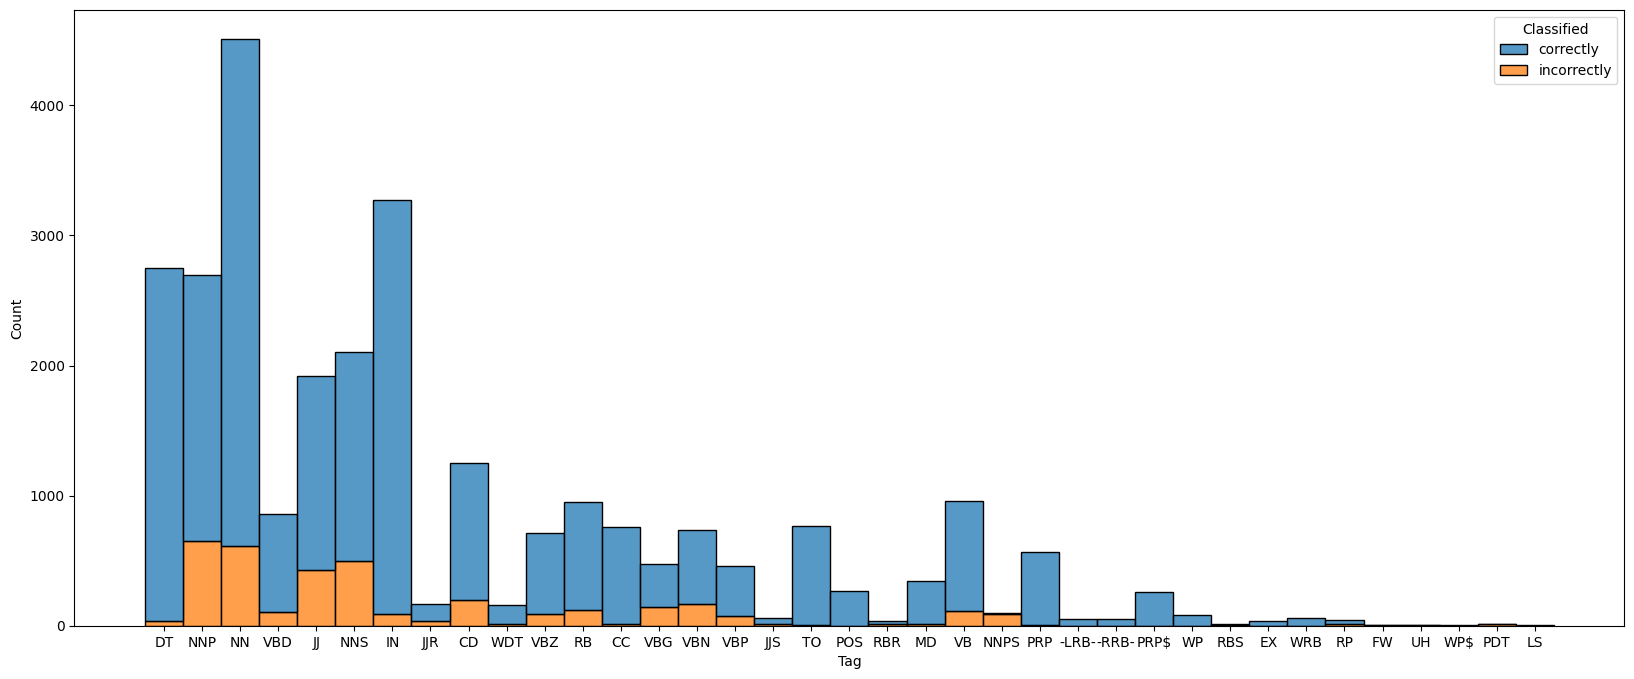 Classified
correctly
incorrectly
4000
3000
2000
1000
0
Count
DT NNP NN VBD JJ NNS IN JJR CD WDT VBZ RB CC VBG VBN VBP JJS TO POS RBR MD VB NNPS PRP -LRB- -RRB- PRP$ WP RBS EX WRB RP FW UH WP$ PDT LS
Tag